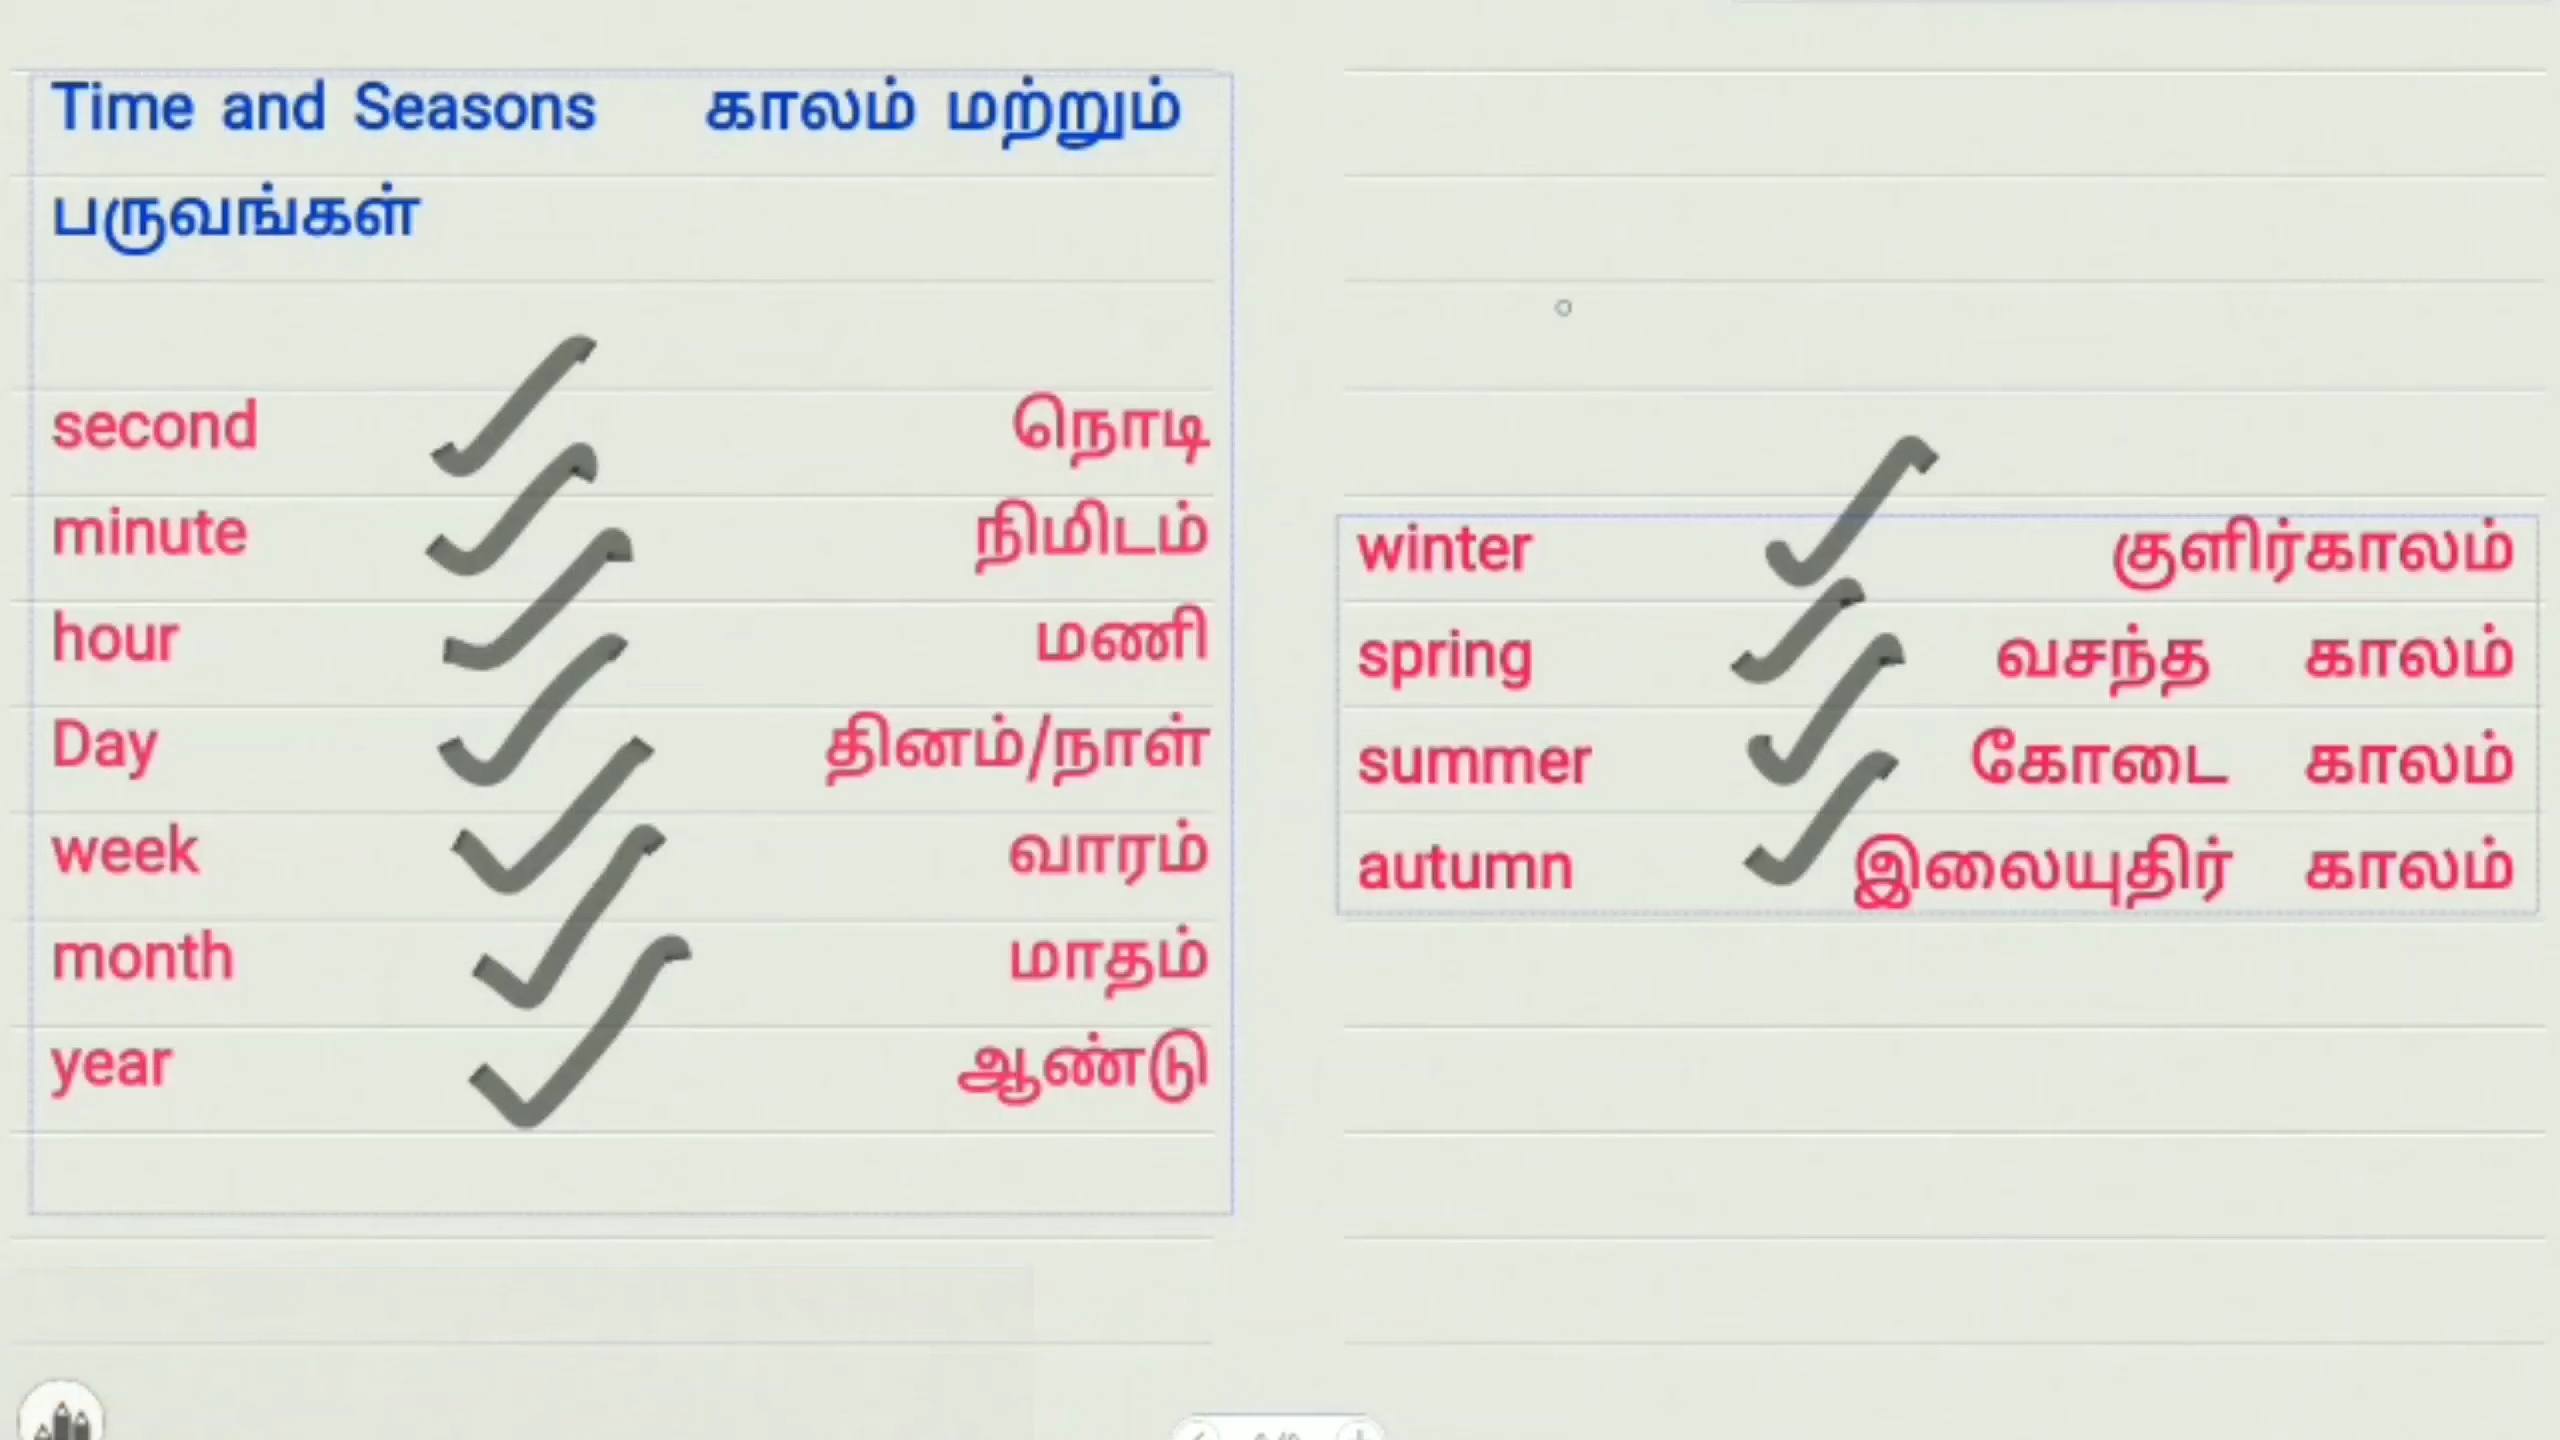 Time and Seasons காலம் மற்றும்
பருவங்கள்
second நொடி
minute நிமிடம்
hour மணி
Day தினம்/நாள்
week வாரம்
month மாதம்
year ஆண்டு
winter குளிர்காலம்
spring வசந்த காலம்
summer கோடை காலம்
autumn இலையுதிர் காலம்